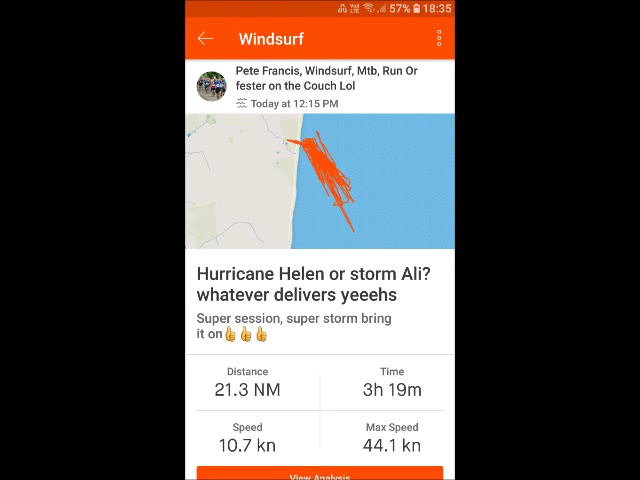 57% 18:35
Windsurf
Pete Francis, Windsurf, Mtb, Run Or
fester on the Couch Lol
Today at 12:15 PM
Hurricane Helen or storm Ali?
whatever delivers yeeehs
Super session, super storm bring
it on👍👍👍
Distance
Time
21.3 NM
3h 19m
Speed
Max Speed
10.7 kn
44.1 kn
View Analysis